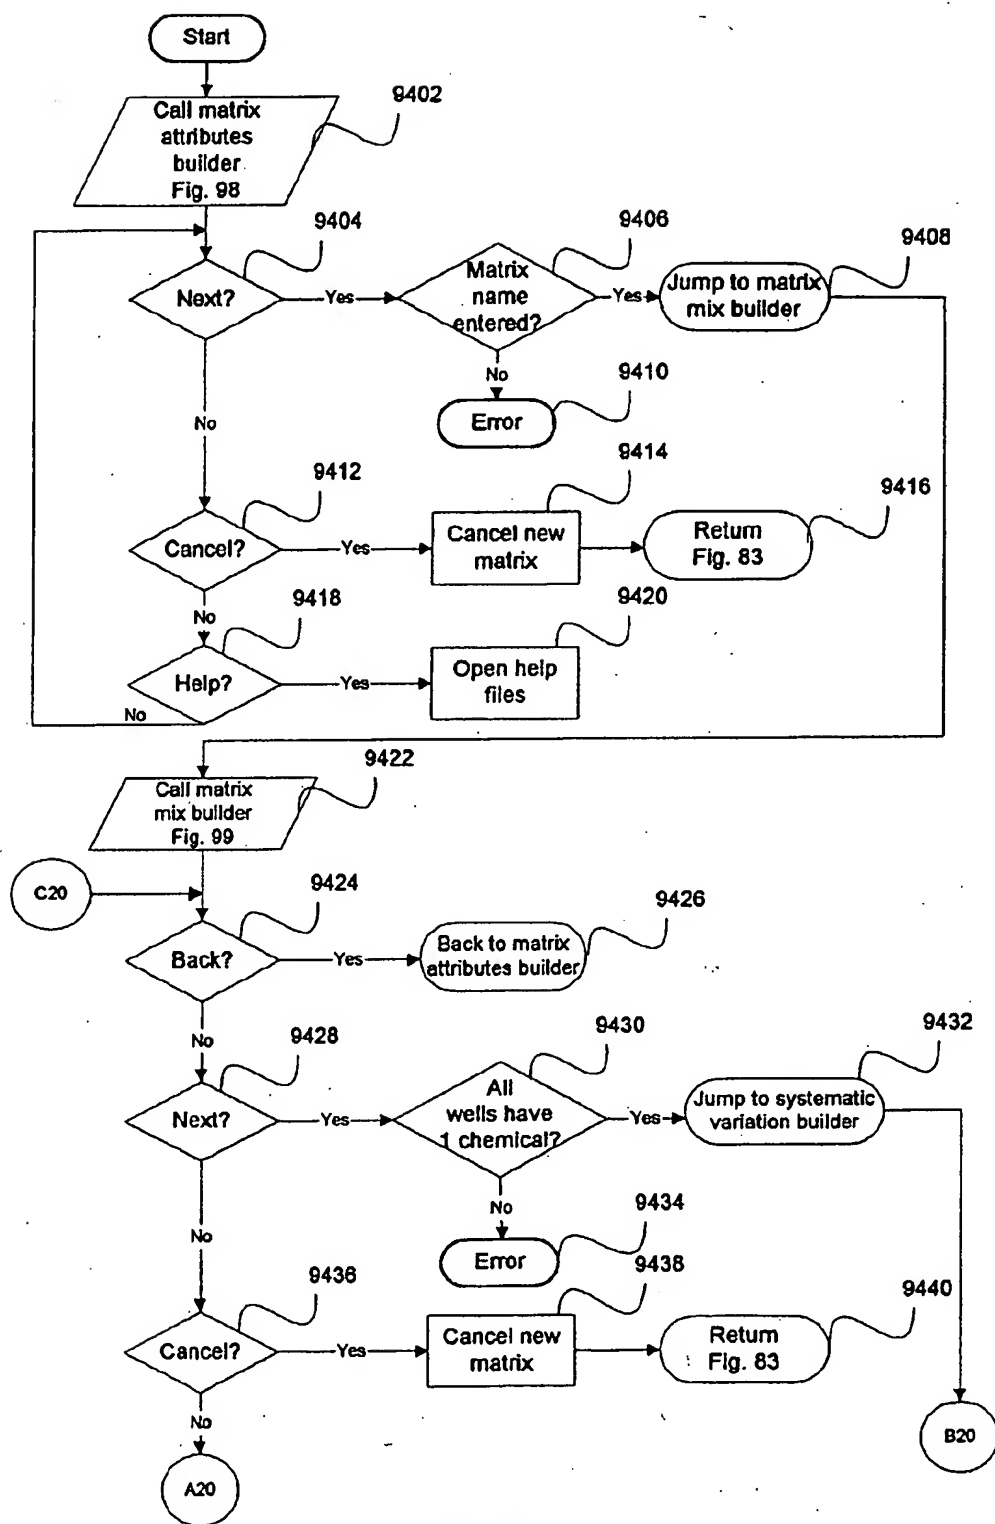 Start
Call matrix
attributes
builder
Fig. 98
9402
9404
9406
9408
Next?
Yes
Matrix
name
entered?
Yes
Jump to matrix
mix builder
No
9410
Error
No
9412
9414
9416
Cancel?
Yes
Cancel new
matrix
Return
Fig. 83
No
9418
9420
Help?
Yes
Open help
files
No
9422
Call matrix
mix builder
Fig. 99
C20
9424
9426
Back?
Yes
Back to matrix
attributes builder
No
9428
9430
9432
Next?
Yes
All
wells have
1 chemical?
Yes
Jump to systematic
variation builder
No
9434
Error
No
9436
9438
9440
Cancel?
Yes
Cancel new
matrix
Return
Fig. 83
No
A20
B20